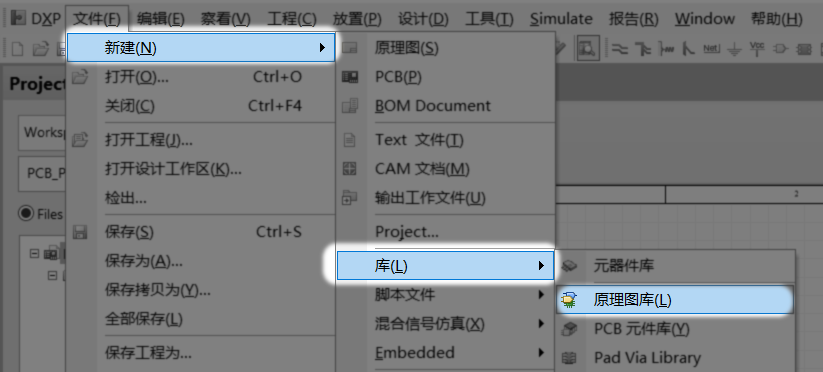 DXP 文件(F) 编辑(E) 察看(V) 工程(C) 放置(P) 设计(D) 工具(T) Simulate 报告(R) Window 帮助(H)
新建(N)
打开(O)... Ctrl+O
关闭(C) Ctrl+F4
打开工程(J)...
打开设计工作区(K)...
检出...
保存(S) Ctrl+S
保存为(A)...
保存拷贝为(Y)...
全部保存(L)
保存工程为...
原理图(S)
PCB(P)
BOM Document
Text 文件(T)
CAM 文档(M)
输出工作文件(U)
Project...
库(L)
脚本文件
混合信号仿真(X)
Embedded
元器件库
原理图库(L)
PCB 元件库(Y)
Pad Via Library
Net
Vcc
Project
Worksp
PCB_P
Files
2